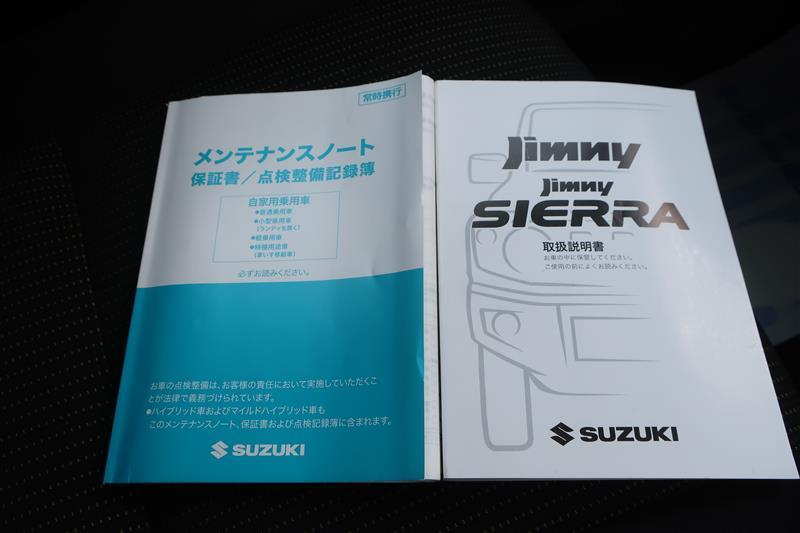 常時携行
メンテナンスノート
保証書/点検整備記録簿
自家用乗用車
●普通乗用車
●小型乗用車
(ランディを除く)
●軽乗用車
●特種用途車
(車いす移動車)
必ずお読みください。
お車の点検整備は、お客様の責任において実施していただくこ
とが法律で義務づけられています。
●ハイブリッド車およびマイルドハイブリッド車も
このメンテナンスノート、保証書および点検記録簿に含まれます。
SUZUKI
Jimny
Jimny
SIERRA
取扱説明書
お車の中に保管してください。
ご使用の前によくお読みください。
SUZUKI